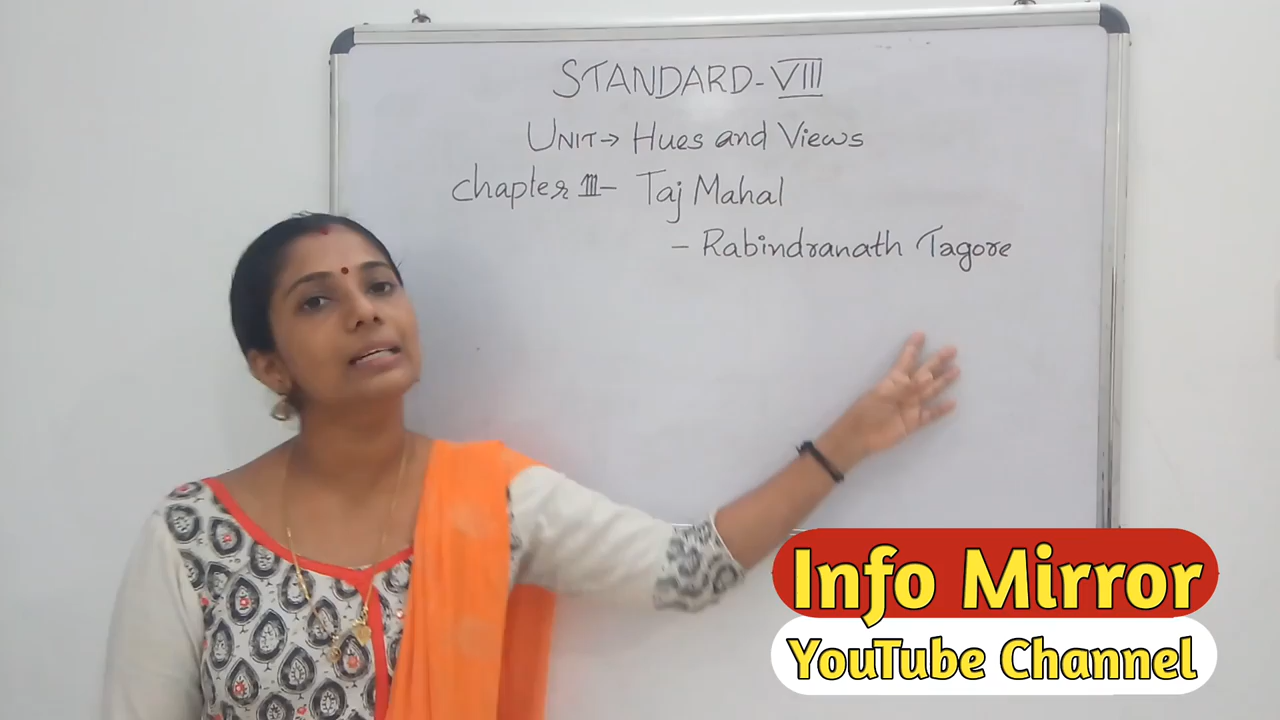 STANDARD-VIII
UNIT→ Hues and Views
Chapter III- Taj Mahal
- Rabindranath Tagore
Info Mirror
YouTube Channel